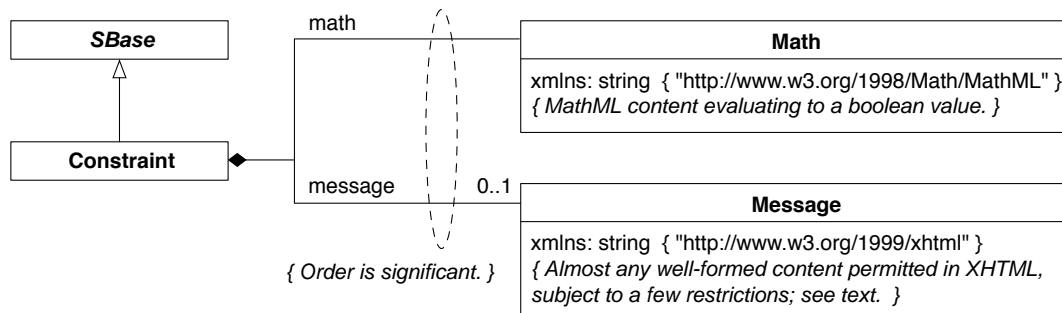 SBase
math
Math
xmlns: string { "http://www.w3.org/1998/Math/MathML" }
{ MathML content evaluating to a boolean value. }
Constraint
message 0..1
Message
xmlns: string { "http://www.w3.org/1999/xhtml" }
{ Order is significant. }
{ Almost any well-formed content permitted in XHTML,
subject to a few restrictions; see text. }